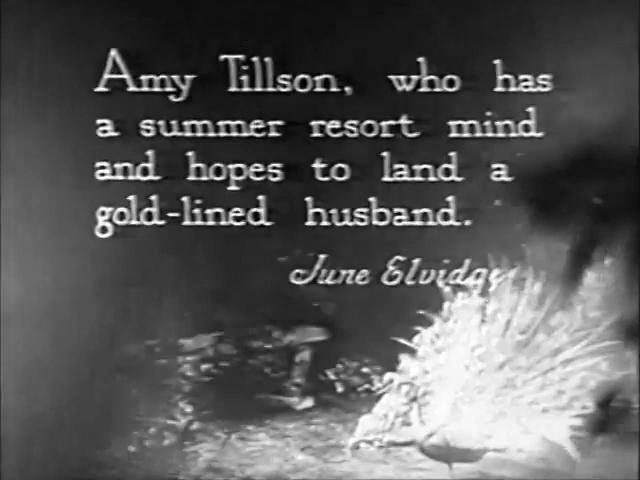 Amy Tillson, who has
a summer resort mind
and hopes to land a
gold-lined husband.
June Elvidge